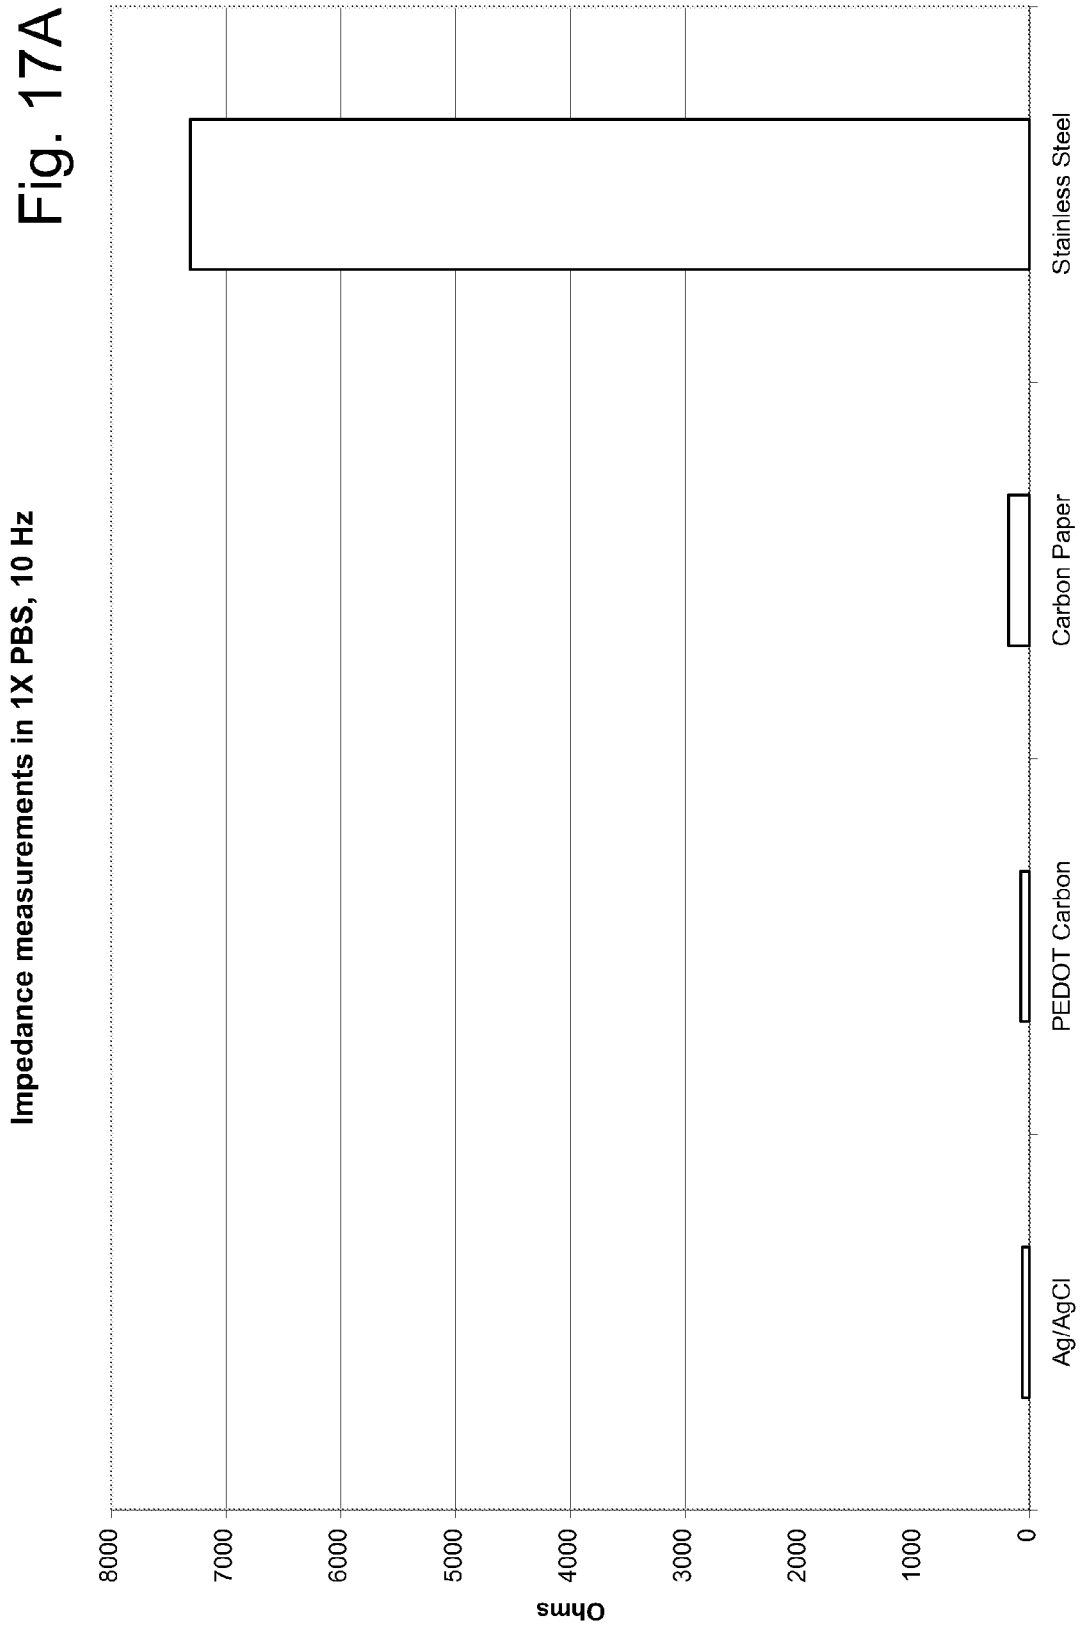 Fig. 17A
Impedance measurements in 1X PBS, 10 Hz
Ohms
8000
7000
6000
5000
4000
3000
2000
1000
0
Ag/AgCl
PEDOT Carbon
Carbon Paper
Stainless Steel